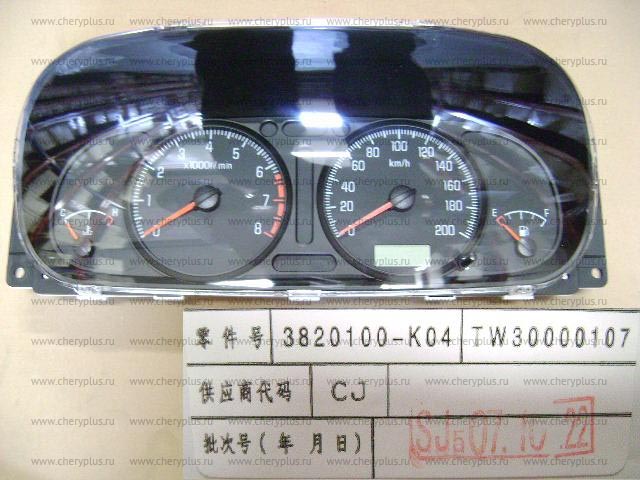 www.cheryplus.ru
0 1 2 3 4 5 6 7 8
x1000r/min
C H
0 20 40 60 80 100 120 140 160 180 200
km/h
E F
零件号 3820100-K04 TW30000107
供应商代码 CJ
批次号(年月日) 07.10 22